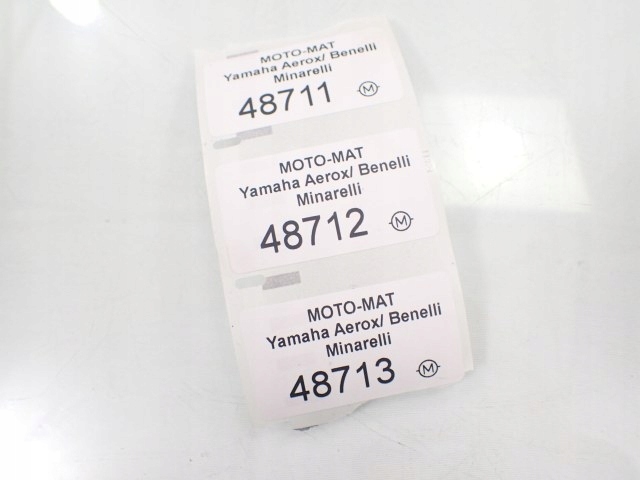 MOTO-MAT
Yamaha Aerox/ Benelli
Minarelli
48711 M
MOTO-MAT
Yamaha Aerox/ Benelli
Minarelli
48712 M
MOTO-MAT
Yamaha Aerox/ Benelli
Minarelli
48713 M